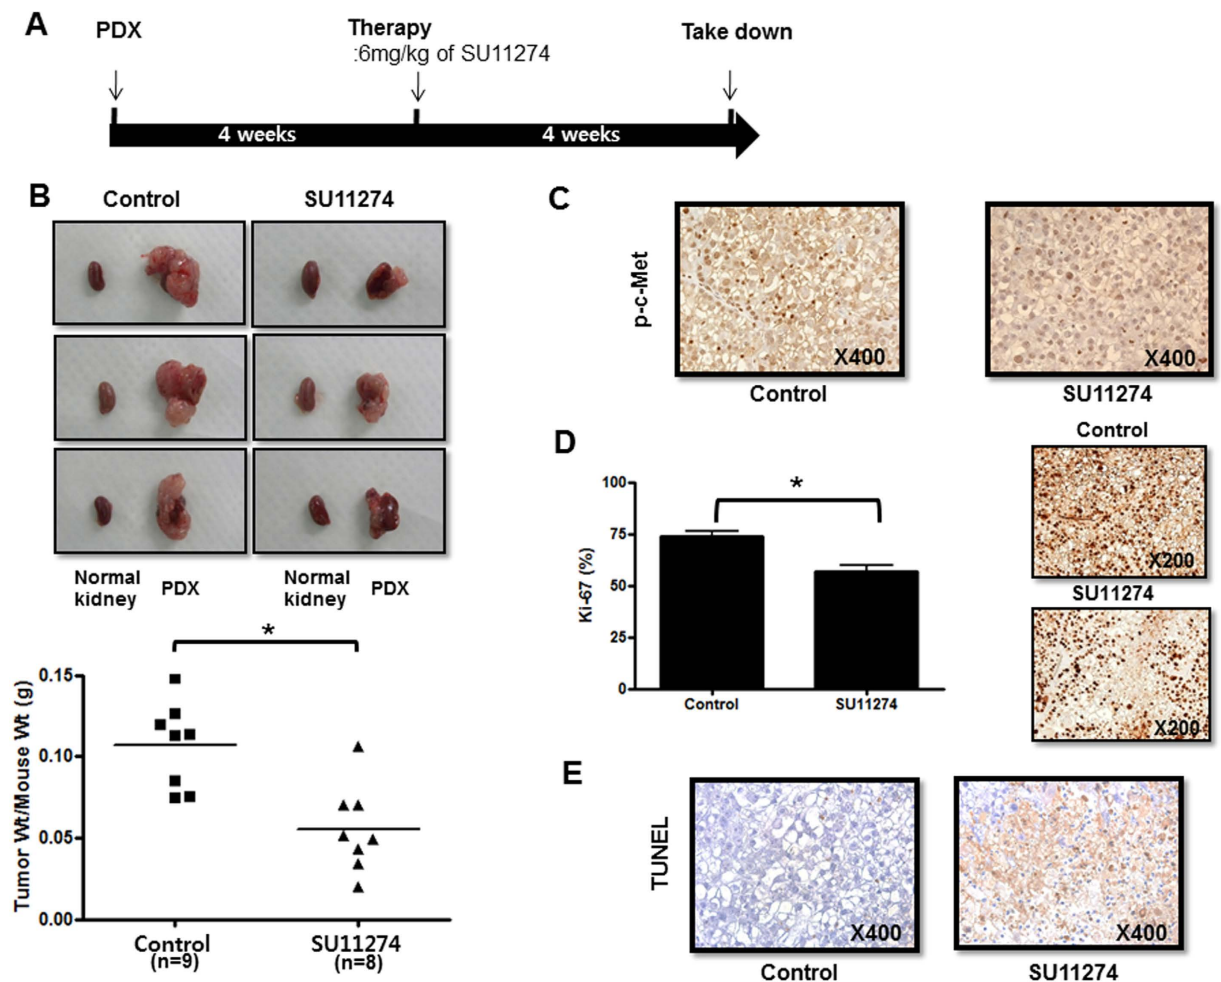 A
PDX
Therapy
:6mg/kg of SU11274
Take down
4 weeks
4 weeks
B
Control
SU11274
Normal
kidney
PDX
Normal
kidney
PDX
*
Tumor Wt/Mouse Wt (g)
0.15
0.10
0.05
0.00
Control
(n=9)
SU11274
(n=8)
C
p-c-Met
X400
X400
Control
SU11274
D
Ki-67 (%)
100
75
50
25
0
*
Control
SU11274
Control
X200
SU11274
X200
E
TUNEL
X400
X400
Control
SU11274